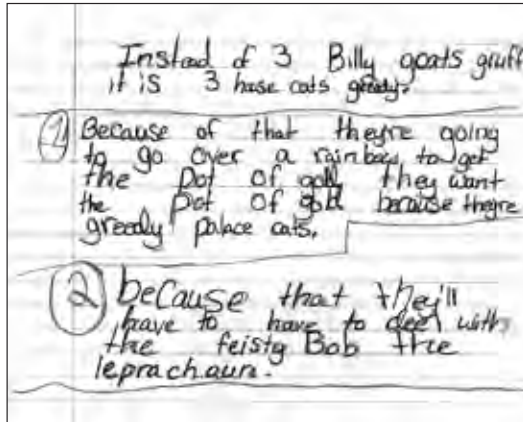 Instead of 3 Billy goats gruff
it is 3 hase cats greedy.
1 Because of that theyre going
to go over a rainbow to get
the pot of gold they want
the pot of gold because theyre
greedy palace cats.
2 because that they'll
have to have to deel with
the feisty Bob the
leprachaun.